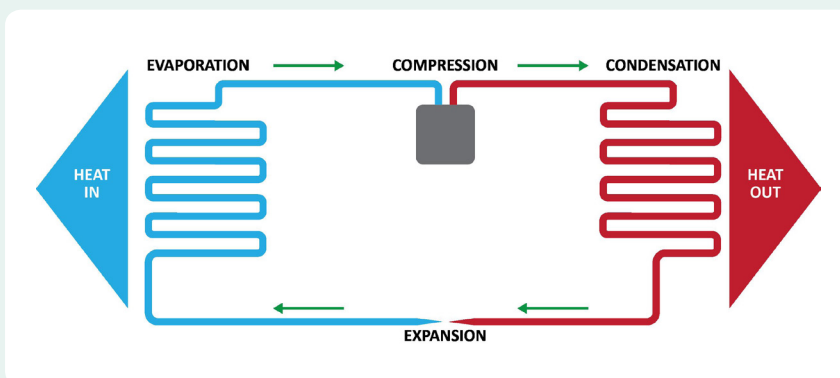 EVAPORATION
COMPRESSION
CONDENSATION
HEAT
IN
HEAT
OUT
EXPANSION